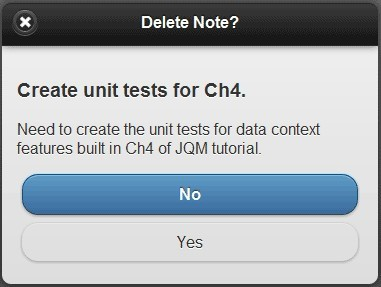 Delete Note?
Create unit tests for Ch4.
Need to create the unit tests for data context
features built in Ch4 of JQM tutorial.
No
Yes